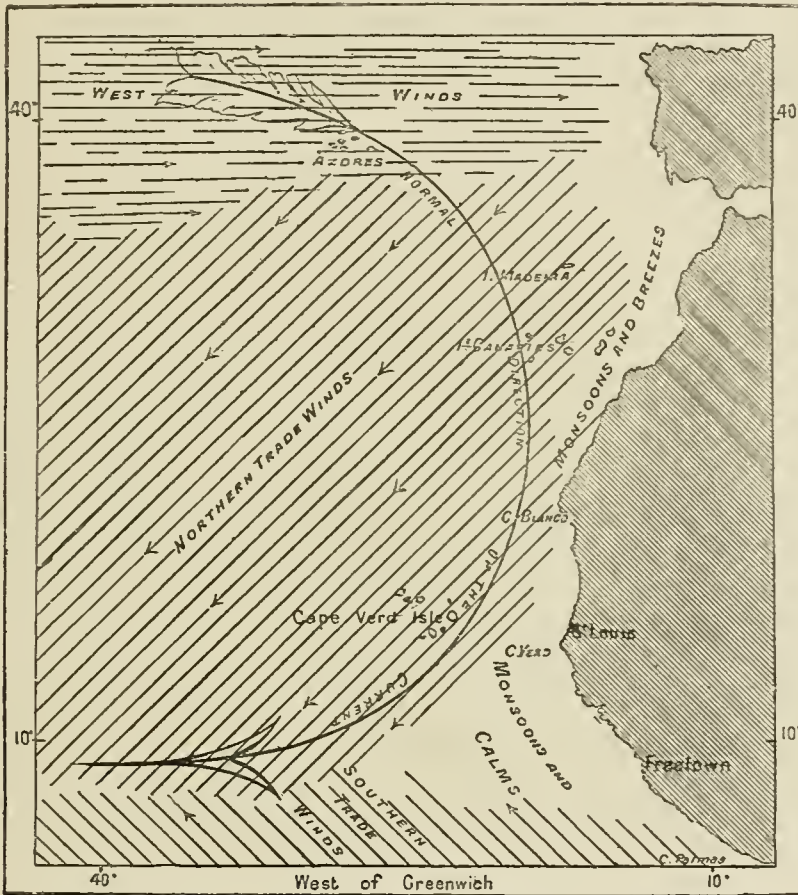 40°
40
WEST WINDS
AZORES
NORMAL DIRECTION OF THE CURRENT
I. MADEIRA
Iˢ CANARIES
MONSOONS AND BREEZES
NORTHERN TRADE WINDS
C. BLANCO
Cape Verd Isles
St Louis
C. VERD
MONSOONS AND
CALMS
10°
10°
Freetown
SOUTHERN
TRADE
WINDS
C. Palmas
40°
West of Greenwich
10°